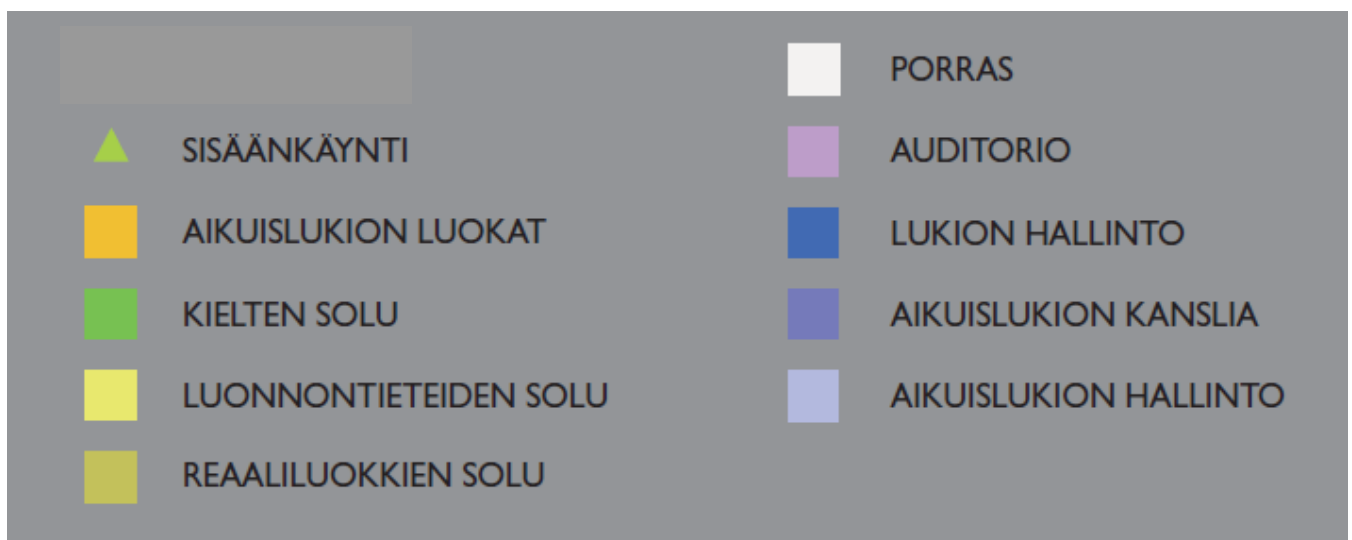 SISÄÄNKÄYNTI
AIKUISLUKION LUOKAT
KIELTEN SOLU
LUONNONTIETEIDEN SOLU
REAALILUOKKIEN SOLU
PORRAS
AUDITORIO
LUKION HALLINTO
AIKUISLUKION KANSLIA
AIKUISLUKION HALLINTO